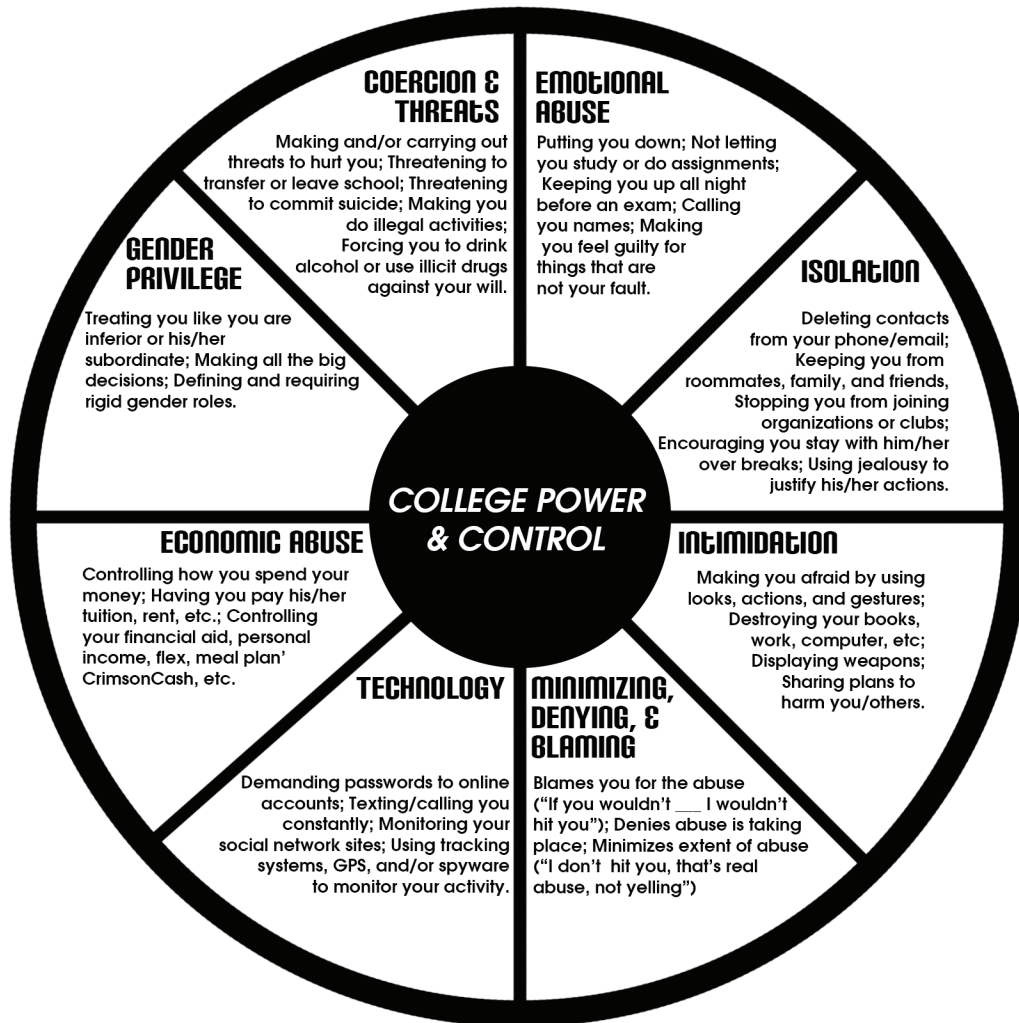 COERCION & THREATS
Making and/or carrying out
threats to hurt you; Threatening to
transfer or leave school; Threatening
to commit suicide; Making you
do illegal activities;
Forcing you to drink
alcohol or use illicit drugs
against your will.
EMOTIONAL
ABUSE
Putting you down; Not letting
you study or do assignments;
Keeping you up all night
before an exam; Calling
you names; Making
you feel guilty for
things that are
not your fault.
ISOLATION
Deleting contacts
from your phone/email;
Keeping you from
roommates, family, and friends,
Stopping you from joining
organizations or clubs;
Encouraging you stay with him/her
over breaks; Using jealousy to
justify his/her actions.
INTIMIDATION
Making you afraid by using
looks, actions, and gestures;
Destroying your books,
work, computer, etc;
Displaying weapons;
Sharing plans to
harm you/others.
MINIMIZING,
DENYING, &
BLAMING
Blames you for the abuse
(“If you wouldn’t ___ I wouldn’t
hit you”); Denies abuse is taking
place; Minimizes extent of abuse
(“I don’t hit you, that’s real
abuse, not yelling”)
TECHNOLOGY
Demanding passwords to online
accounts; Texting/calling you
constantly; Monitoring your
social network sites; Using tracking
systems, GPS, and/or spyware
to monitor your activity.
ECONOMIC ABUSE
Controlling how you spend your
money; Having you pay his/her
tuition, rent, etc.; Controlling
your financial aid, personal
income, flex, meal plan’
CrimsonCash, etc.
GENDER
PRIVILEGE
Treating you like you are
inferior or his/her
subordinate; Making all the big
decisions; Defining and requiring
rigid gender roles.
COLLEGE POWER
& CONTROL